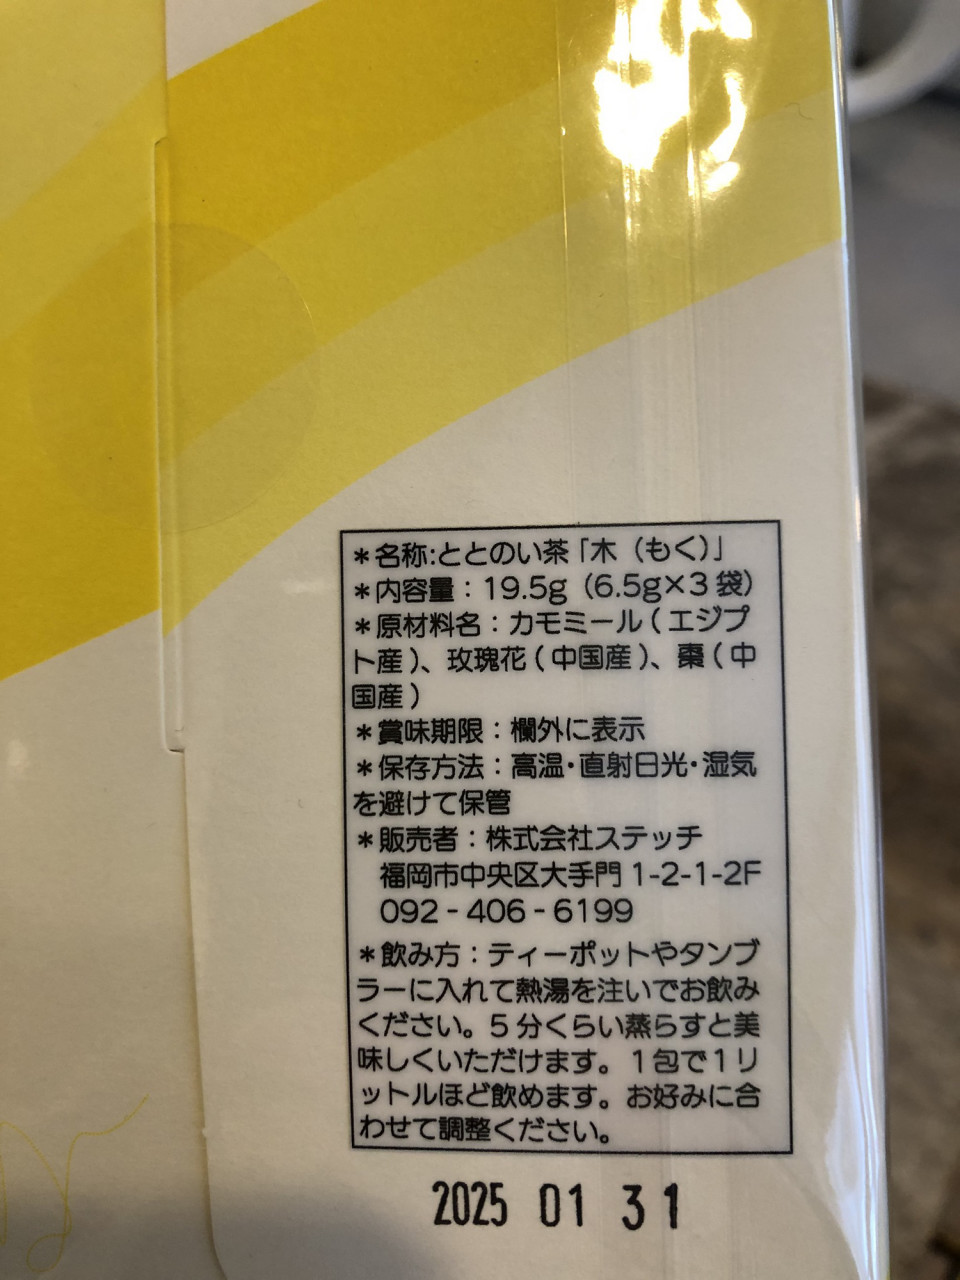 ＊名称:ととのい茶「木（もく）」
＊内容量：19.5g（6.5g×3袋）
＊原材料名：カモミール（エジプ
ト産）、玫瑰花（中国産）、棗（中
国産）
＊賞味期限：欄外に表示
＊保存方法：高温・直射日光・湿気
を避けて保管
＊販売者：株式会社ステッチ
福岡市中央区大手門1-2-1-2F
092-406-6199
＊飲み方：ティーポットやタンブ
ラーに入れて熱湯を注いでお飲み
ください。5分くらい蒸らすと美
味しくいただけます。1包で1リ
ットルほど飲めます。お好みに合
わせて調整ください。
2025 01 31